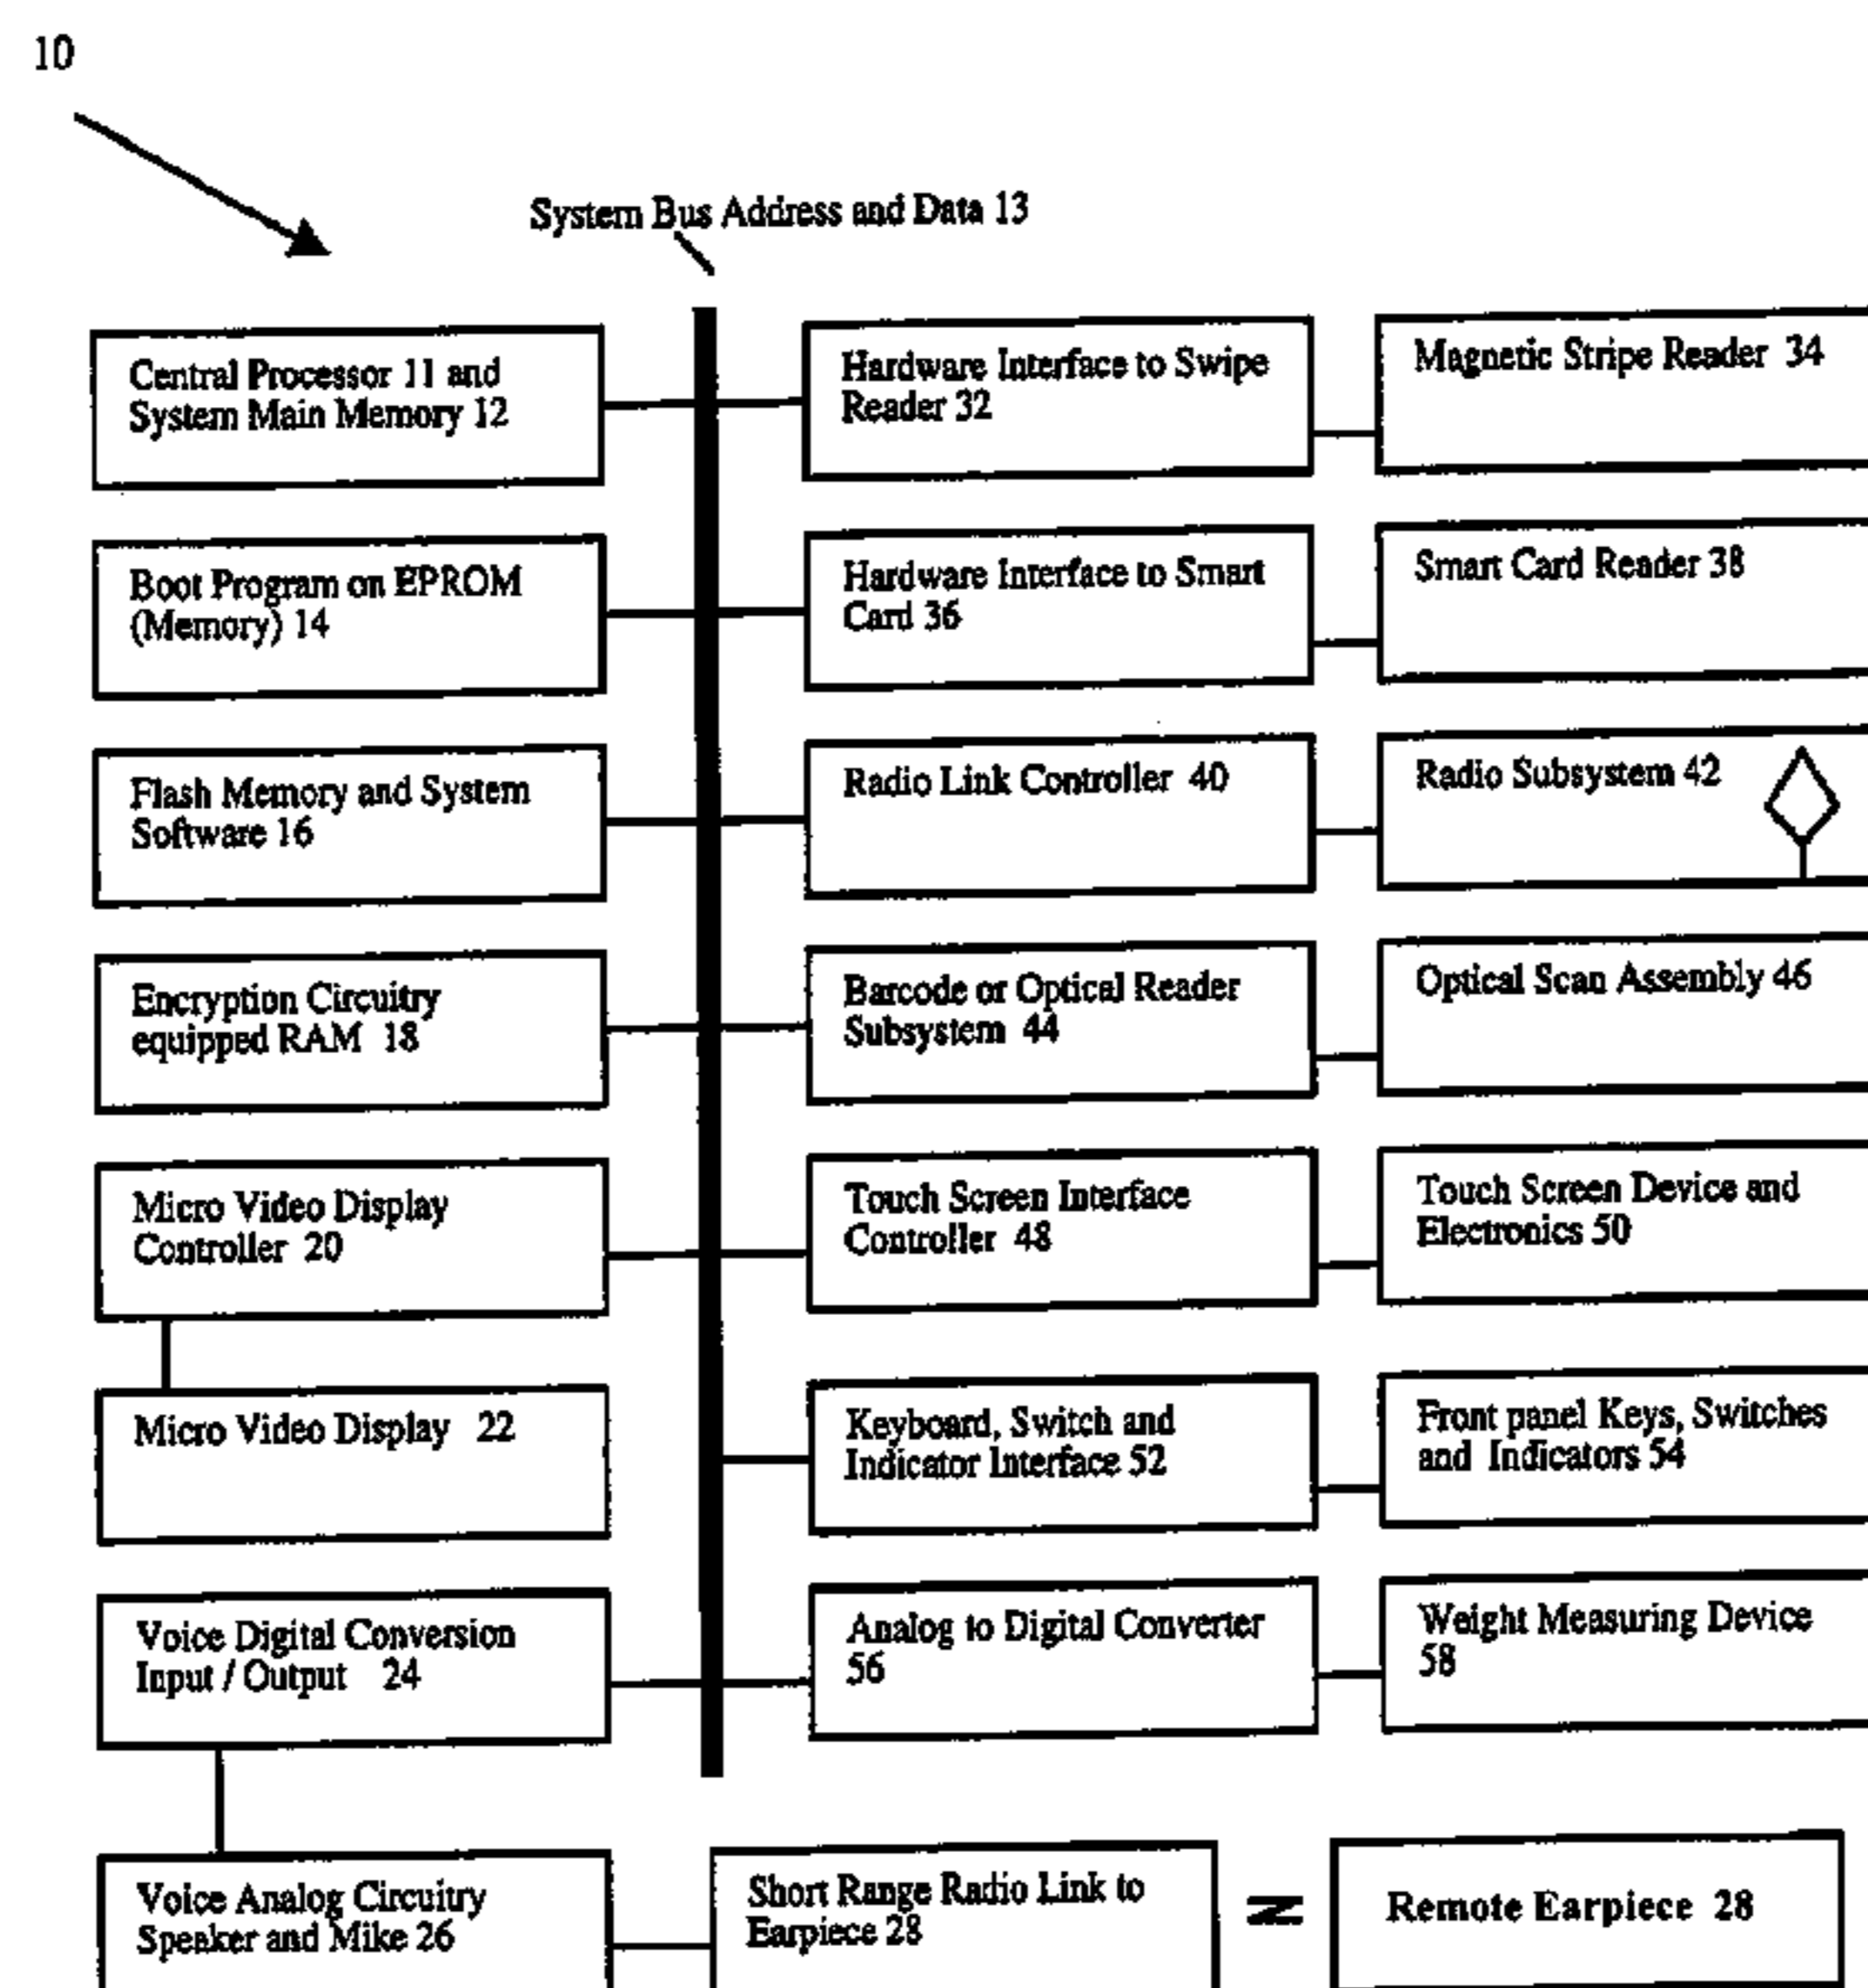 10
System Bus Address and Data 13
Central Processor 11 and
System Main Memory 12
Hardware Interface to Swipe
Reader 32
Magnetic Stripe Reader 34
Boot Program on EPROM
(Memory) 14
Hardware Interface to Smart
Card 36
Smart Card Reader 38
Flash Memory and System
Software 16
Radio Link Controller 40
Radio Subsystem 42
Encryption Circuitry
equipped RAM 18
Barcode or Optical Reader
Subsystem 44
Optical Scan Assembly 46
Micro Video Display
Controller 20
Touch Screen Interface
Controller 48
Touch Screen Device and
Electronics 50
Micro Video Display 22
Keyboard, Switch and
Indicator Interface 52
Front panel Keys, Switches
and Indicators 54
Voice Digital Conversion
Input / Output 24
Analog to Digital Converter
56
Weight Measuring Device
58
Voice Analog Circuitry
Speaker and Mike 26
Short Range Radio Link to
Earpiece 28
Remote Earpiece 28